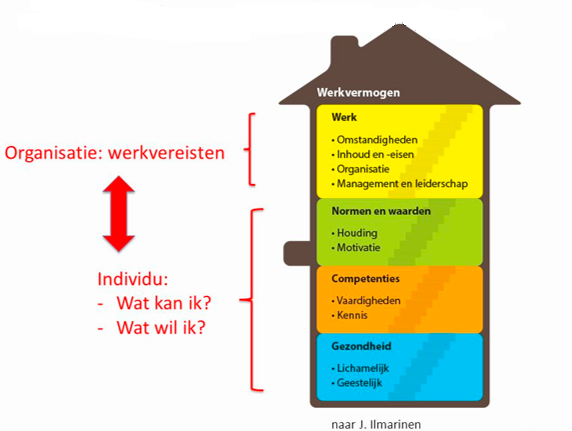 Werkvermogen
Werk
• Omstandigheden
• Inhoud en -eisen
• Organisatie
• Management en leiderschap
Organisatie: werkvereisten
Normen en waarden
• Houding
• Motivatie
Individu:
- Wat kan ik?
- Wat wil ik?
Competenties
• Vaardigheden
• Kennis
Gezondheid
• Lichamelijk
• Geestelijk
naar J. Ilmarinen